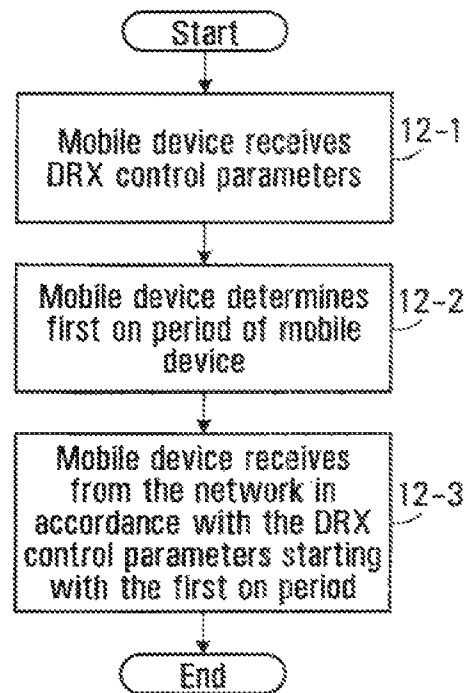 Start
Mobile device receives
DRX control parameters
12-1
Mobile device determines
first on period of mobile
device
12-2
Mobile device receives
from the network in
accordance with the DRX
control parameters starting
with the first on period
12-3
End